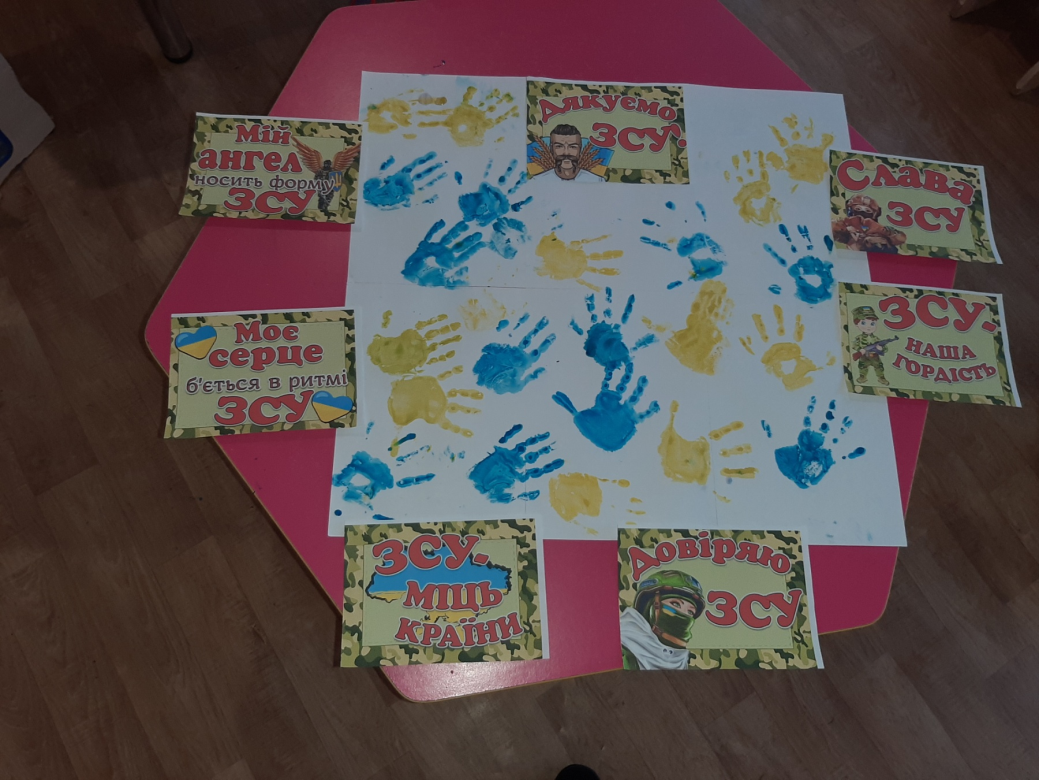 Дякуємо
ЗСУ!
Мій
ангел
носить форму
ЗСУ
Слава
ЗСУ
Моє
серце
б'ється в ритмі
ЗСУ
ЗСУ-
НАША
ГОРДІСТЬ
ЗСУ-
МІЦЬ
КРАЇНИ
Довіряю
ЗСУ